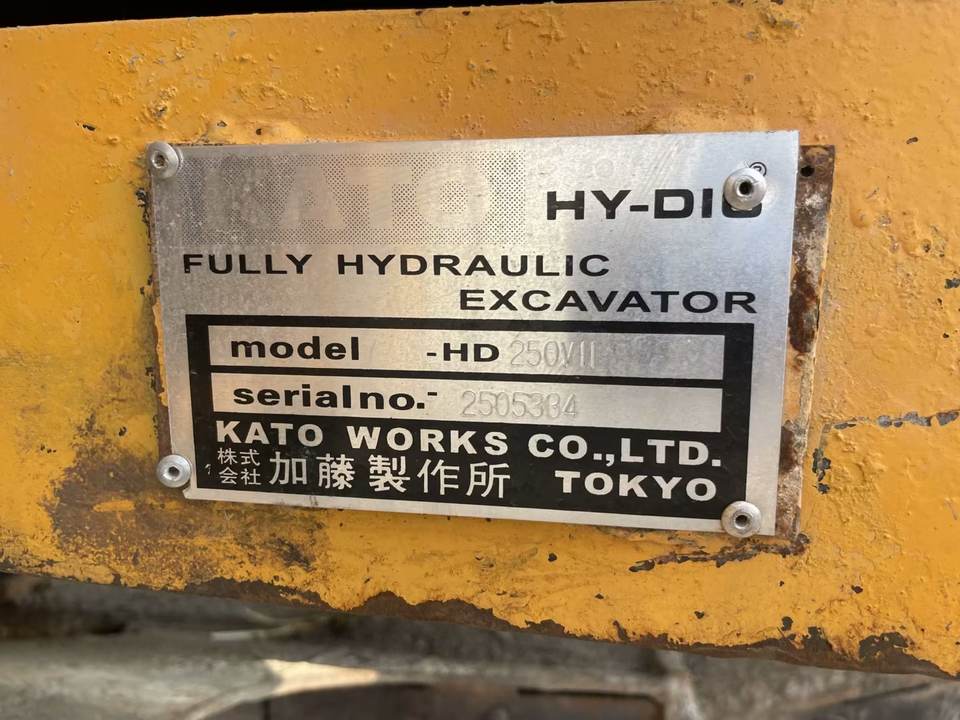 KATO
HY-DIG®
FULLY HYDRAULIC
EXCAVATOR
model -HD 250VII
serial no.- 2505334
KATO WORKS CO.,LTD.
株式会社 加藤製作所 TOKYO